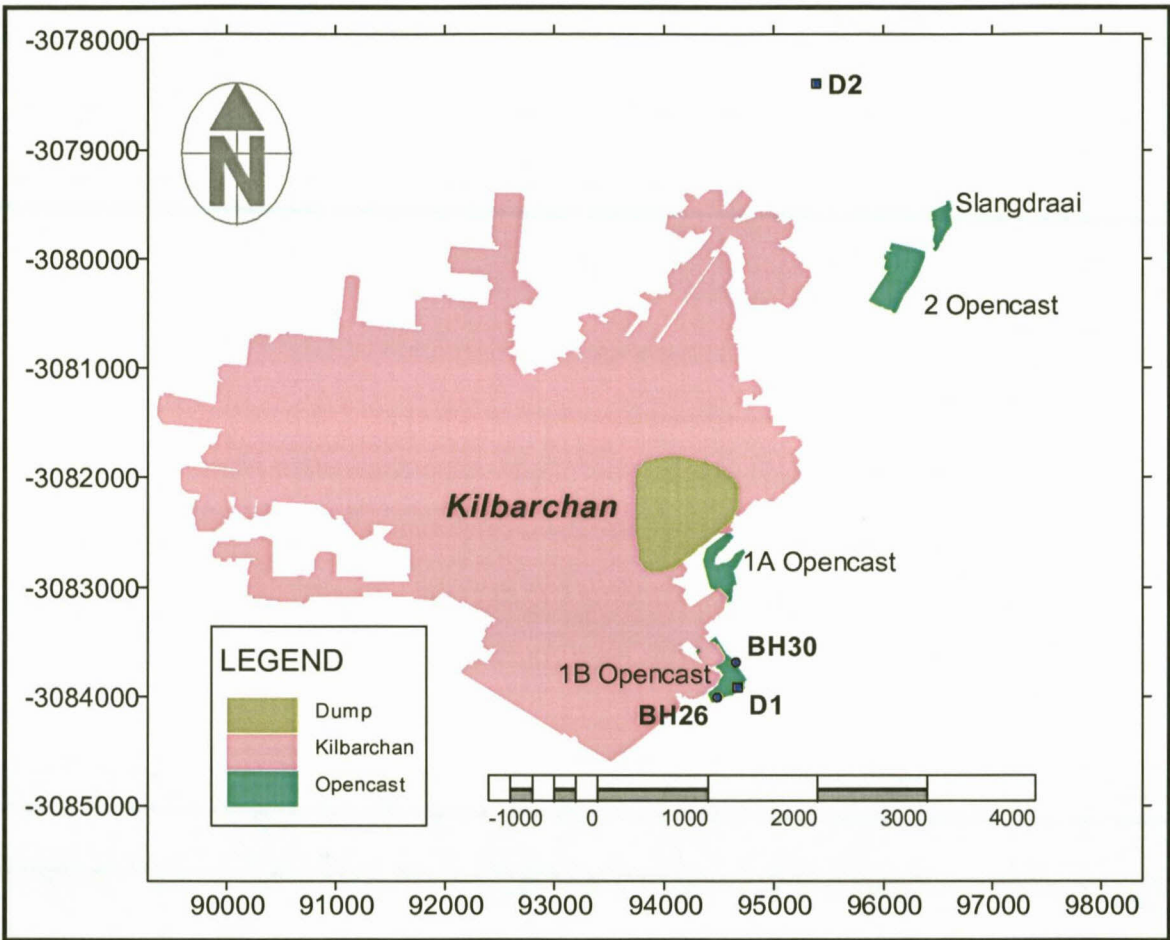 -3078000
D2
-3079000
N
Slangdraai
-3080000
2 Opencast
-3081000
-3082000
Kilbarchan
1A Opencast
-3083000
BH30
LEGEND
1B Opencast
-3084000
D1
BH26
Dump
Kilbarchan
Opencast
-3085000
-1000 0 1000 2000 3000 4000
90000 91000 92000 93000 94000 95000 96000 97000 98000